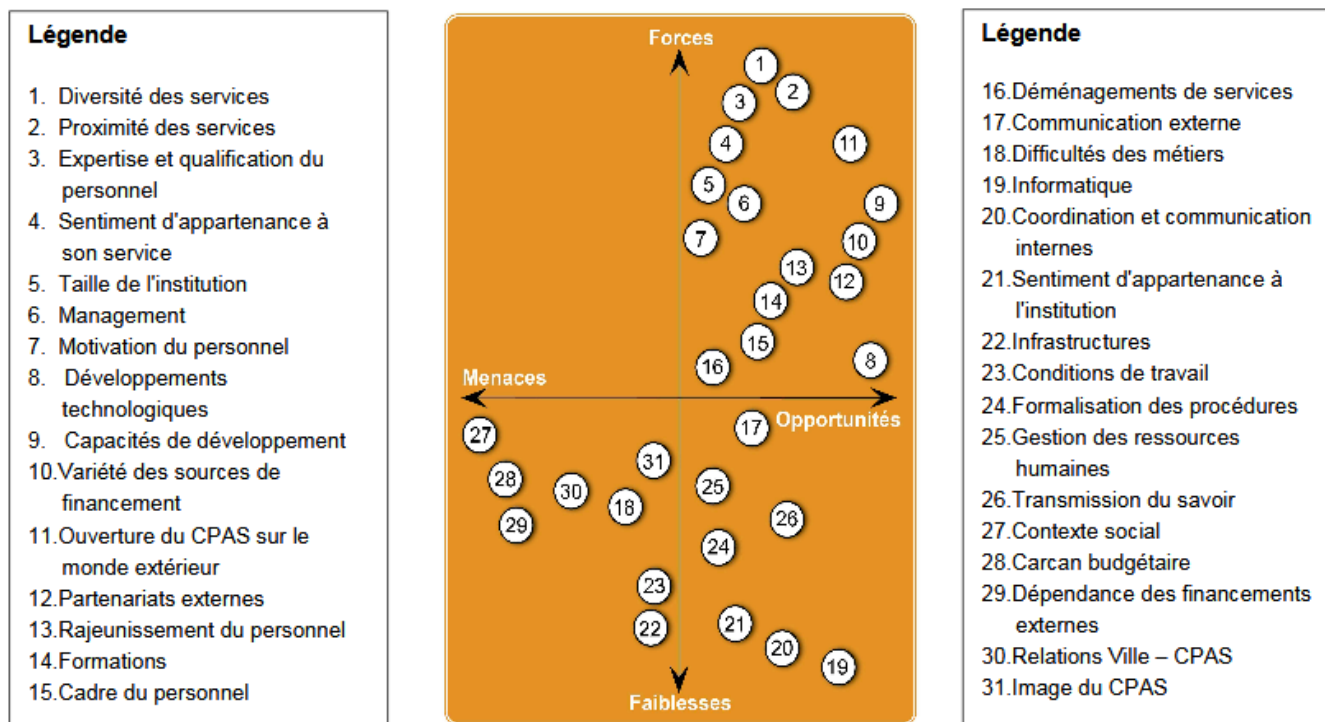 Légende
1. Diversité des services
2. Proximité des services
3. Expertise et qualification du
personnel
4. Sentiment d'appartenance à
son service
5. Taille de l'institution
6. Management
7. Motivation du personnel
8. Développements
technologiques
9. Capacités de développement
10.Variété des sources de
financement
11.Ouverture du CPAS sur le
monde extérieur
12.Partenariats externes
13.Rajeunissement du personnel
14.Formations
15.Cadre du personnel
Forces
1
2
3
4
11
5
6
9
7
10
13
12
14
15
16
8
Menaces
Opportunités
27
17
31
28
30
25
18
29
26
24
23
22
21
20
19
Faiblesses
Légende
16.Déménagements de services
17.Communication externe
18.Difficultés des métiers
19.Informatique
20.Coordination et communication
internes
21.Sentiment d'appartenance à
l'institution
22.Infrastructures
23.Conditions de travail
24.Formalisation des procédures
25.Gestion des ressources
humaines
26.Transmission du savoir
27.Contexte social
28.Carcan budgétaire
29.Dépendance des financements
externes
30.Relations Ville – CPAS
31.Image du CPAS